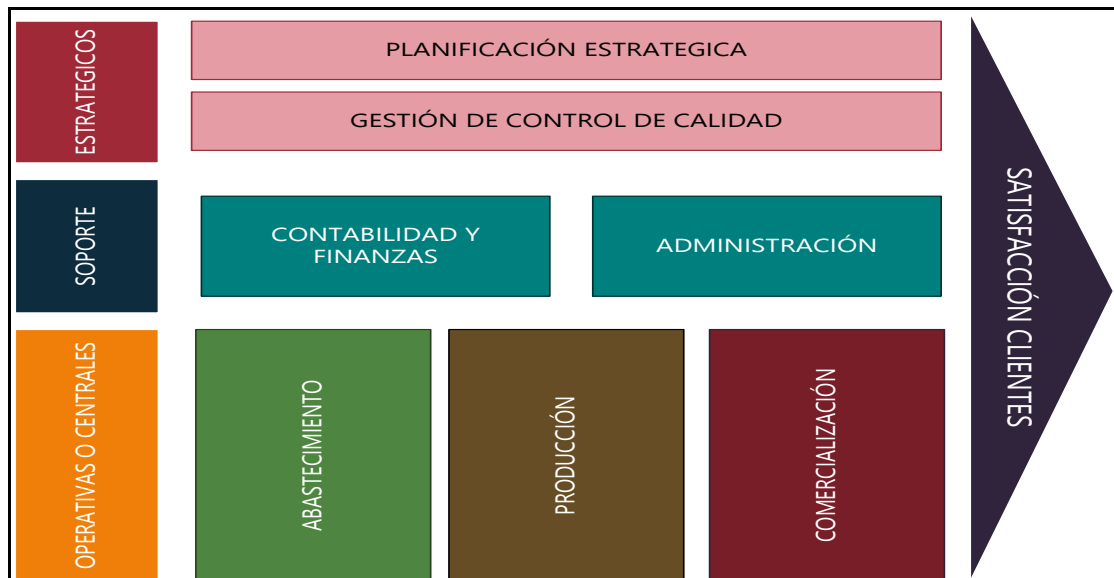 ESTRATEGICOS
PLANIFICACIÓN ESTRATEGICA
GESTIÓN DE CONTROL DE CALIDAD
SOPORTE
CONTABILIDAD Y
FINANZAS
ADMINISTRACIÓN
OPERATIVAS O CENTRALES
ABASTECIMIENTO
PRODUCCIÓN
COMERCIALIZACIÓN
SATISFACCIÓN CLIENTES